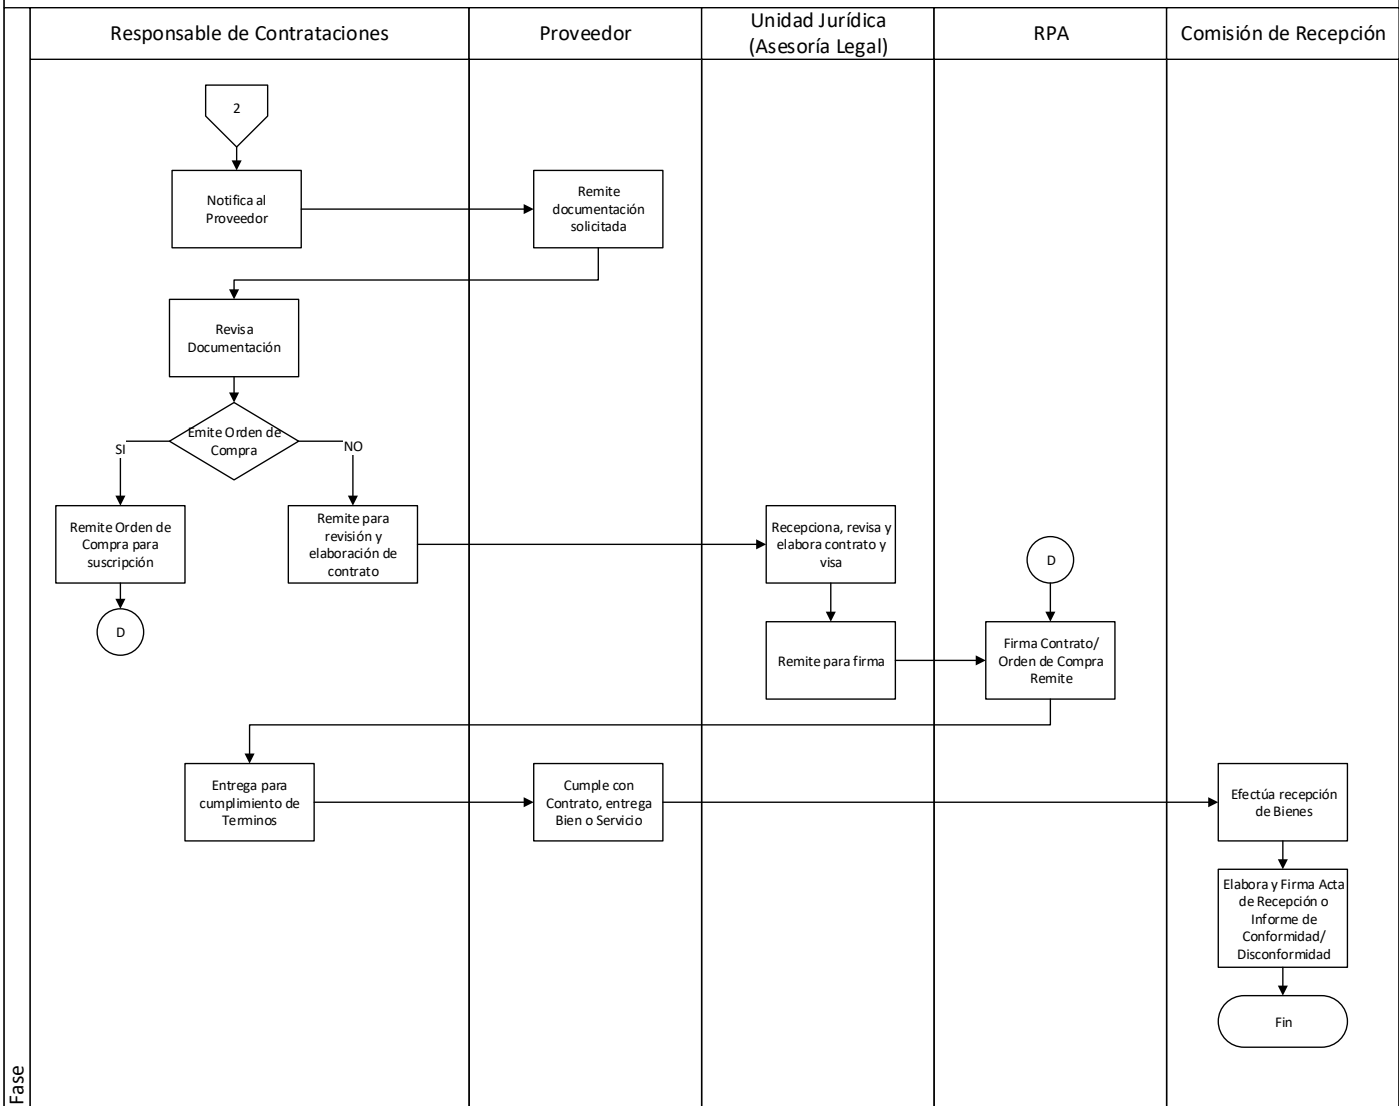 Responsable de Contrataciones
Proveedor
Unidad Jurídica
(Asesoría Legal)
RPA
Comisión de Recepción
2
Notifica al
Proveedor
Remite
documentación
solicitada
Revisa
Documentación
Emite Orden de
Compra
SI
NO
Remite Orden de
Compra para
suscripción
Remite para
revisión y
elaboración de
contrato
Recepciona, revisa y
elabora contrato y
visa
D
D
Remite para firma
Firma Contrato/
Orden de Compra
Remite
Entrega para
cumplimiento de
Terminos
Cumple con
Contrato, entrega
Bien o Servicio
Efectúa recepción
de Bienes
Elabora y Firma Acta
de Recepción o
Informe de
Conformidad/
Disconformidad
Fin
Fase